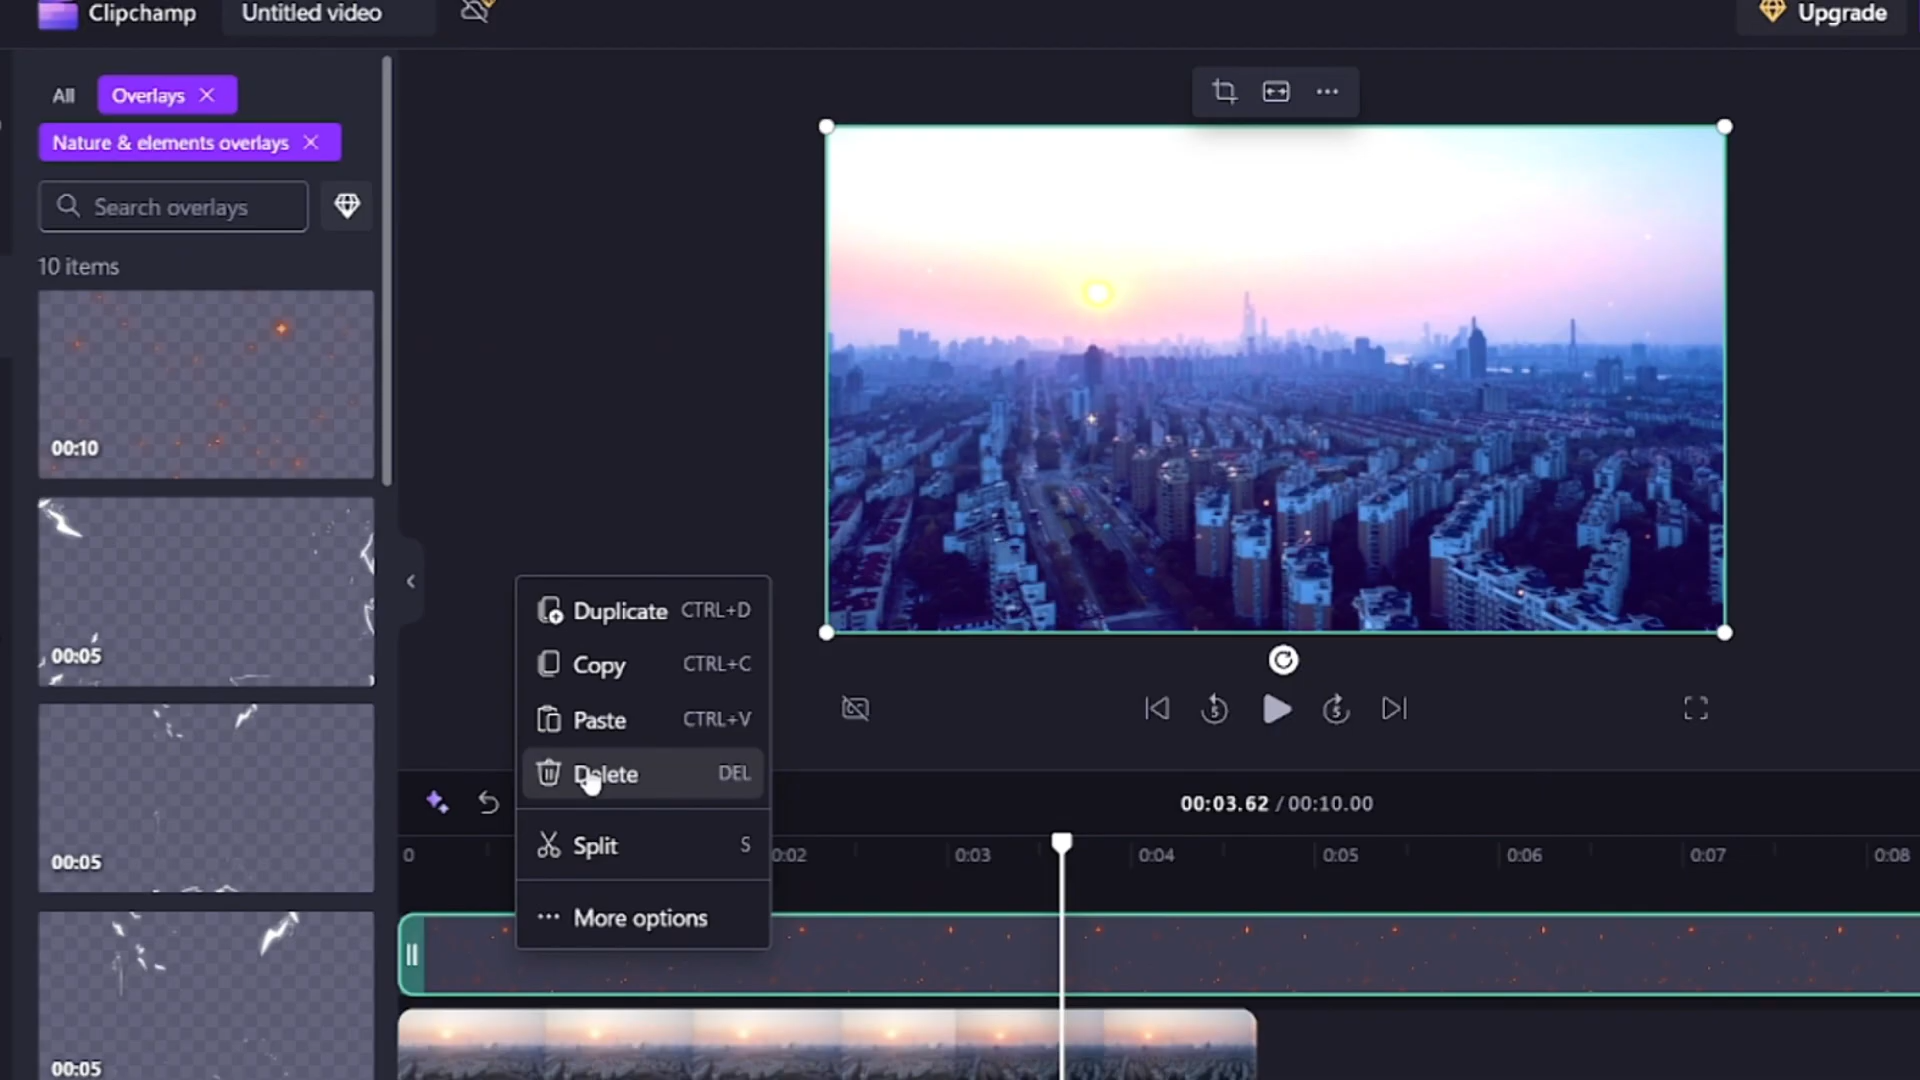 Clipchamp
Untitled video
Upgrade
All
Overlays
Nature & elements overlays
Search overlays
10 items
00:10
00:05
00:05
00:05
Duplicate CTRL+D
Copy CTRL+C
Paste CTRL+V
Delete DEL
Split S
More options
5
5
00:03.62 / 00:10.00
0
0:02
0:03
0:04
0:05
0:06
0:07
0:08